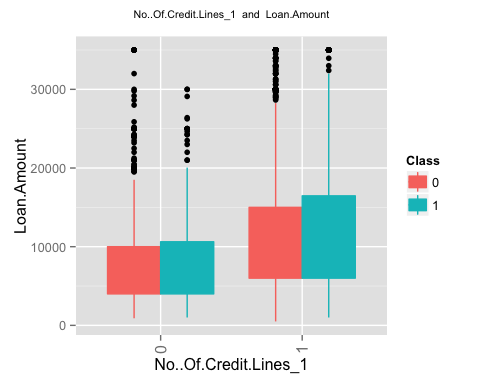 No..Of.Credit.Lines_1 and Loan.Amount
Loan.Amount
30000
20000
10000
0
0
1
No..Of.Credit.Lines_1
Class
0
1